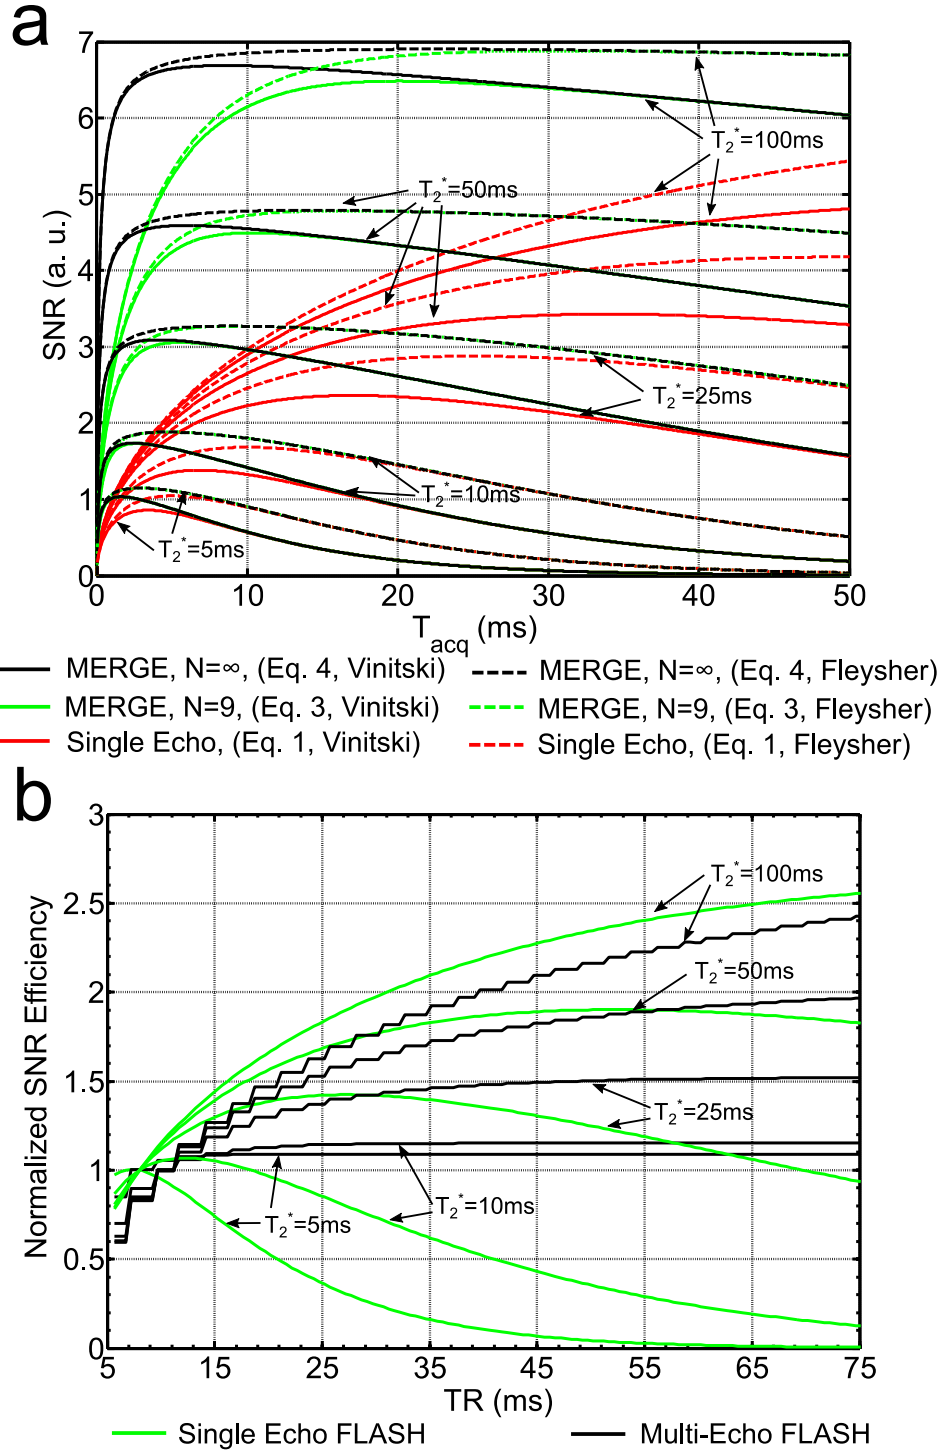 a
7
6
5
4
3
2
1
0
SNR (a. u.)
T2*=100ms
T2*=50ms
T2*=25ms
T2*=10ms
T2*=5ms
0 10 20 30 40 50
Tacq (ms)
MERGE, N=∞, (Eq. 4, Vinitski) MERGE, N=∞, (Eq. 4, Fleysher)
MERGE, N=9, (Eq. 3, Vinitski) MERGE, N=9, (Eq. 3, Fleysher)
Single Echo, (Eq. 1, Vinitski) Single Echo, (Eq. 1, Fleysher)
b
3
2.5
2
1.5
1
0.5
0
Normalized SNR Efficiency
T2*=100ms
T2*=50ms
T2*=25ms
T2*=5ms T2*=10ms
5 15 25 35 45 55 65 75
TR (ms)
Single Echo FLASH Multi-Echo FLASH